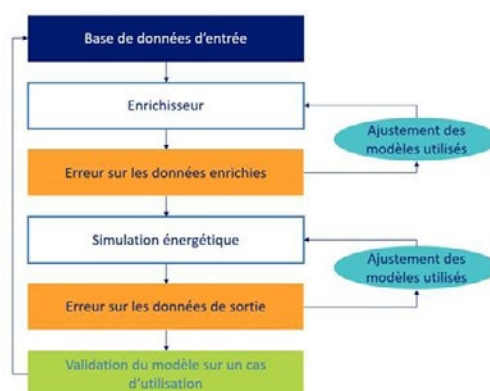 Base de données d'entrée
Enrichisseur
Ajustement des
modèles utilisés
Erreur sur les données enrichies
Simulation énergétique
Ajustement des
modèles utilisés
Erreur sur les données de sortie
Validation du modèle sur un cas
d'utilisation